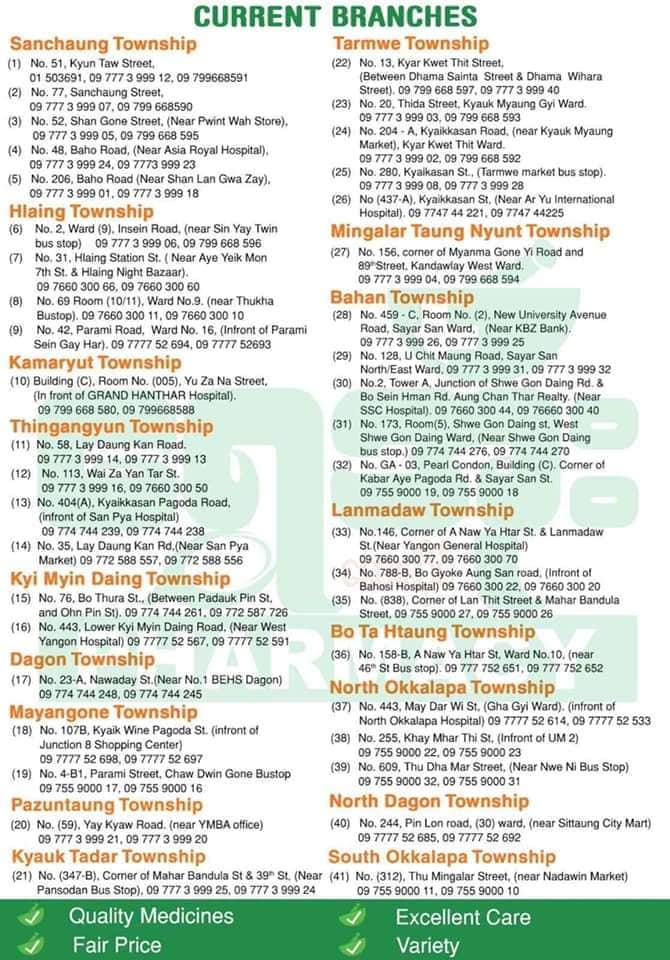 CURRENT BRANCHES
Sanchaung Township
(1) No. 51, Kyun Taw Street,
01 503691, 09 777 3 999 12, 09 799668591
(2) No. 77, Sanchaung Street,
09 777 3 999 07, 09 799 668590
(3) No. 52, Shan Gone Street, (Near Pwint Wah Store),
09 777 3 999 05, 09 799 668 595
(4) No. 48, Baho Road, (Near Asia Royal Hospital),
09 777 3 999 24, 09 7773 999 23
(5) No. 206, Baho Road (Near Shan Lan Gwa Zay),
09 777 3 999 01, 09 777 3 999 18
Hlaing Township
(6) No. 2, Ward (9), Insein Road, (near Sin Yay Twin
bus stop) 09 777 3 999 06, 09 799 668 596
(7) No. 31, Hlaing Station St. ( Near Aye Yeik Mon
7th St. & Hlaing Night Bazaar).
09 7660 300 66, 09 7660 300 60
(8) No. 69 Room (10/11), Ward No.9. (near Thukha
Bustop). 09 7660 300 11, 09 7660 300 10
(9) No. 42, Parami Road, Ward No. 16, (Infront of Parami
Sein Gay Har). 09 7777 52 694, 09 7777 52693
Kamaryut Township
(10) Building (C), Room No. (005), Yu Za Na Street,
(In front of GRAND HANTHAR Hospital).
09 799 668 580, 09 799668588
Thingangyun Township
(11) No. 58, Lay Daung Kan Road.
09 777 3 999 14, 09 777 3 999 13
(12) No. 113, Wai Za Yan Tar St.
09 777 3 999 16, 09 7660 300 50
(13) No. 404(A), Kyaikkasan Pagoda Road,
(infront of San Pya Hospital)
09 774 744 239, 09 774 744 238
(14) No. 35, Lay Daung Kan Rd,(Near San Pya
Market) 09 772 588 557, 09 772 588 556
Kyi Myin Daing Township
(15) No. 76, Bo Thura St., (Between Padauk Pin St,
and Ohn Pin St). 09 774 744 261, 09 772 587 726
(16) No. 443, Lower Kyi Myin Daing Road, (Near West
Yangon Hospital) 09 7777 52 567, 09 7777 52 591
Dagon Township
(17) No. 23-A, Nawaday St.(Near No.1 BEHS Dagon)
09 774 744 248, 09 774 744 245
Mayangone Township
(18) No. 107B, Kyaik Wine Pagoda St. (infront of
Junction 8 Shopping Center)
09 7777 52 698, 09 7777 52 697
(19) No. 4-B1, Parami Street, Chaw Dwin Gone Bustop
09 755 9000 17, 09 755 9000 16
Pazuntaung Township
(20) No. (59), Yay Kyaw Road. (near YMBA office)
09 777 3 999 21, 09 777 3 999 20
Kyauk Tadar Township
(21) No. (347-B), Corner of Mahar Bandula St & 39th St, (Near
Pansodan Bus Stop), 09 777 3 999 25, 09 777 3 999 24
Tarmwe Township
(22) No. 13, Kyar Kwet Thit Street,
(Between Dhama Sainta Street & Dhama Wihara
Street). 09 799 668 597, 09 777 3 999 40
(23) No. 20, Thida Street, Kyauk Myaung Gyi Ward.
09 777 3 999 03, 09 799 668 593
(24) No. 204 - A, Kyaikkasan Road, (near Kyauk Myaung
Market), Kyar Kwet Thit Ward.
09 777 3 999 02, 09 799 668 592
(25) No. 280, Kyaikasan St., (Tarmwe market bus stop).
09 777 3 999 08, 09 777 3 999 28
(26) No (437-A), Kyaikkasan St, (Near Ar Yu International
Hospital). 09 7747 44 221, 09 7747 44225
Mingalar Taung Nyunt Township
(27) No. 156, corner of Myanma Gone Yi Road and
89thStreet, Kandawlay West Ward.
09 777 3 999 04, 09 799 668 594
Bahan Township
(28) No. 459 - C, Room No. (2), New University Avenue
Road, Sayar San Ward, (Near KBZ Bank).
09 777 3 999 26, 09 777 3 999 25
(29) No. 128, U Chit Maung Road, Sayar San
North/East Ward, 09 777 3 999 31, 09 777 3 999 32
(30) No.2, Tower A, Junction of Shwe Gon Daing Rd. &
Bo Sein Hman Rd. Aung Chan Thar Realty. (Near
SSC Hospital). 09 7660 300 44, 09 76660 300 40
(31) No. 173, Room(5), Shwe Gon Daing st, West
Shwe Gon Daing Ward, (Near Shwe Gon Daing
bus stop.) 09 774 744 276, 09 774 744 270
(32) No. GA - 03, Pearl Condon, Building (C). Corner of
Kabar Aye Pagoda Rd. & Sayar San St.
09 755 9000 19, 09 755 9000 18
Lanmadaw Township
(33) No.146, Corner of A Naw Ya Htar St. & Lanmadaw
St.(Near Yangon General Hospital)
09 7660 300 77, 09 7660 300 70
(34) No. 788-B, Bo Gyoke Aung San road, (Infront of
Bahosi Hospital) 09 7660 300 22, 09 7660 300 20
(35) No. (838), Corner of Lan Thit Street & Mahar Bandula
Street, 09 755 9000 27, 09 755 9000 26
Bo Ta Htaung Township
(36) No. 158-B, A Naw Ya Htar St, Ward No.10, (near
46th St Bus stop). 09 777 752 651, 09 777 752 652
North Okkalapa Township
(37) No. 443, May Dar Wi St, (Gha Gyi Ward). (infront of
North Okkalapa Hospital) 09 7777 52 614, 09 7777 52 533
(38) No. 255, Khay Mhar Thi St, (Infront of UM 2)
09 755 9000 22, 09 755 9000 23
(39) No. 609, Thu Dha Mar Street, (Near Nwe Ni Bus Stop)
09 755 9000 32, 09 755 9000 31
North Dagon Township
(40) No. 244, Pin Lon road, (30) ward, (near Sittaung City Mart)
09 7777 52 685, 09 7777 52 692
South Okkalapa Township
(41) No. (312), Thu Mingalar Street, (near Nadawin Market)
09 755 9000 11, 09 755 9000 10
Quality Medicines
Fair Price
Excellent Care
Variety